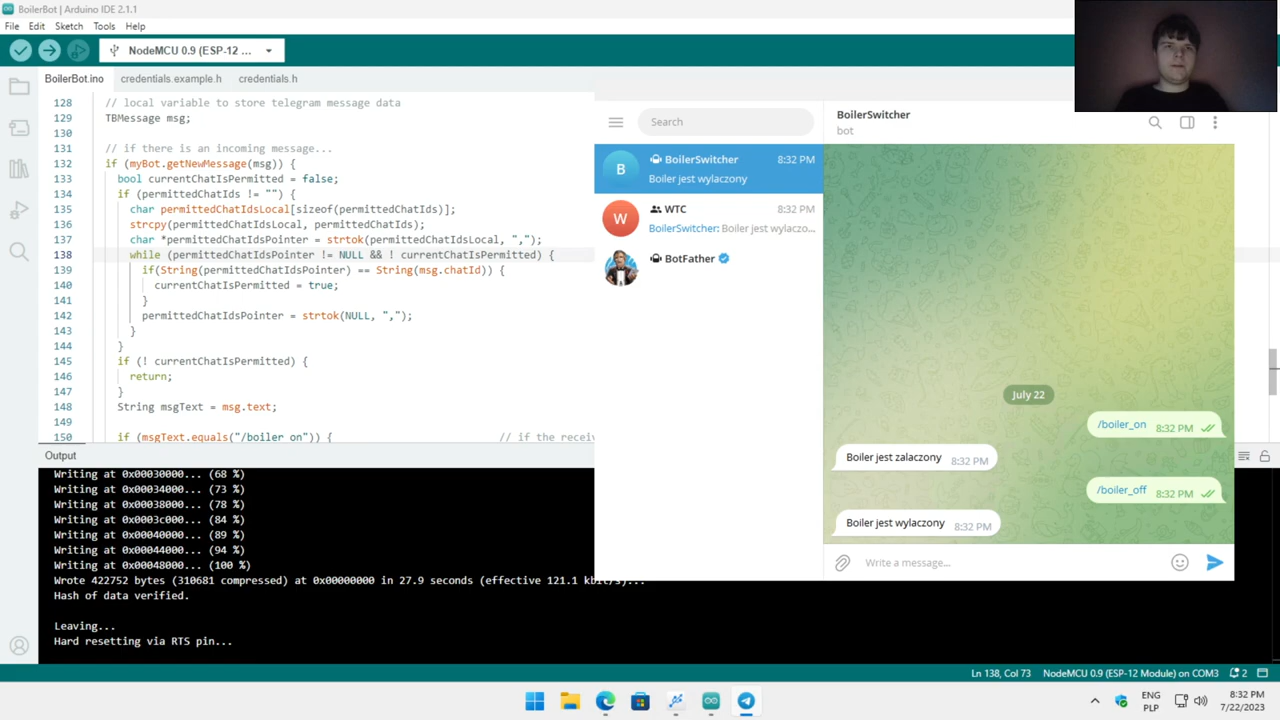 BoilerBot | Arduino IDE 2.1.1
File Edit Sketch Tools Help
NodeMCU 0.9 (ESP-12 ...
BoilerBot.ino credentials.example.h credentials.h
128 // local variable to store telegram message data
129 TBMessage msg;
130
131 // if there is an incoming message...
132 if (myBot.getNewMessage(msg)) {
133 bool currentChatIsPermitted = false;
134 if (permittedChatIds != "") {
135 char permittedChatIdsLocal[sizeof(permittedChatIds)];
136 strcpy(permittedChatIdsLocal, permittedChatIds);
137 char *permittedChatIdsPointer = strtok(permittedChatIdsLocal, ",");
138 while (permittedChatIdsPointer != NULL && ! currentChatIsPermitted) {
139 if(String(permittedChatIdsPointer) == String(msg.chatId)) {
140 currentChatIsPermitted = true;
141 }
142 permittedChatIdsPointer = strtok(NULL, ",");
143 }
144 }
145 if (! currentChatIsPermitted) {
146 return;
147 }
148 String msgText = msg.text;
149
150 if (msgText.equals("/boiler on")) { // if the recei
Output
Writing at 0x00030000... (68 %)
Writing at 0x00034000... (73 %)
Writing at 0x00038000... (78 %)
Writing at 0x0003c000... (84 %)
Writing at 0x00040000... (89 %)
Writing at 0x00044000... (94 %)
Writing at 0x00048000... (100 %)
Wrote 422752 bytes (310681 compressed) at 0x00000000 in 27.9 seconds (effective 121.1 kbit/s)...
Hash of data verified.
Leaving...
Hard resetting via RTS pin...
Search
B
BoilerSwitcher 8:32 PM
Boiler jest wylaczony
W
WTC 8:32 PM
BoilerSwitcher: Boiler jest wylaczo...
BotFather
BoilerSwitcher
bot
July 22
/boiler_on 8:32 PM
Boiler jest zalaczony 8:32 PM
/boiler_off 8:32 PM
Boiler jest wylaczony 8:32 PM
Write a message...
Ln 138, Col 73 NodeMCU 0.9 (ESP-12 Module) on COM3 2
ENG
PLP
8:32 PM
7/22/2023